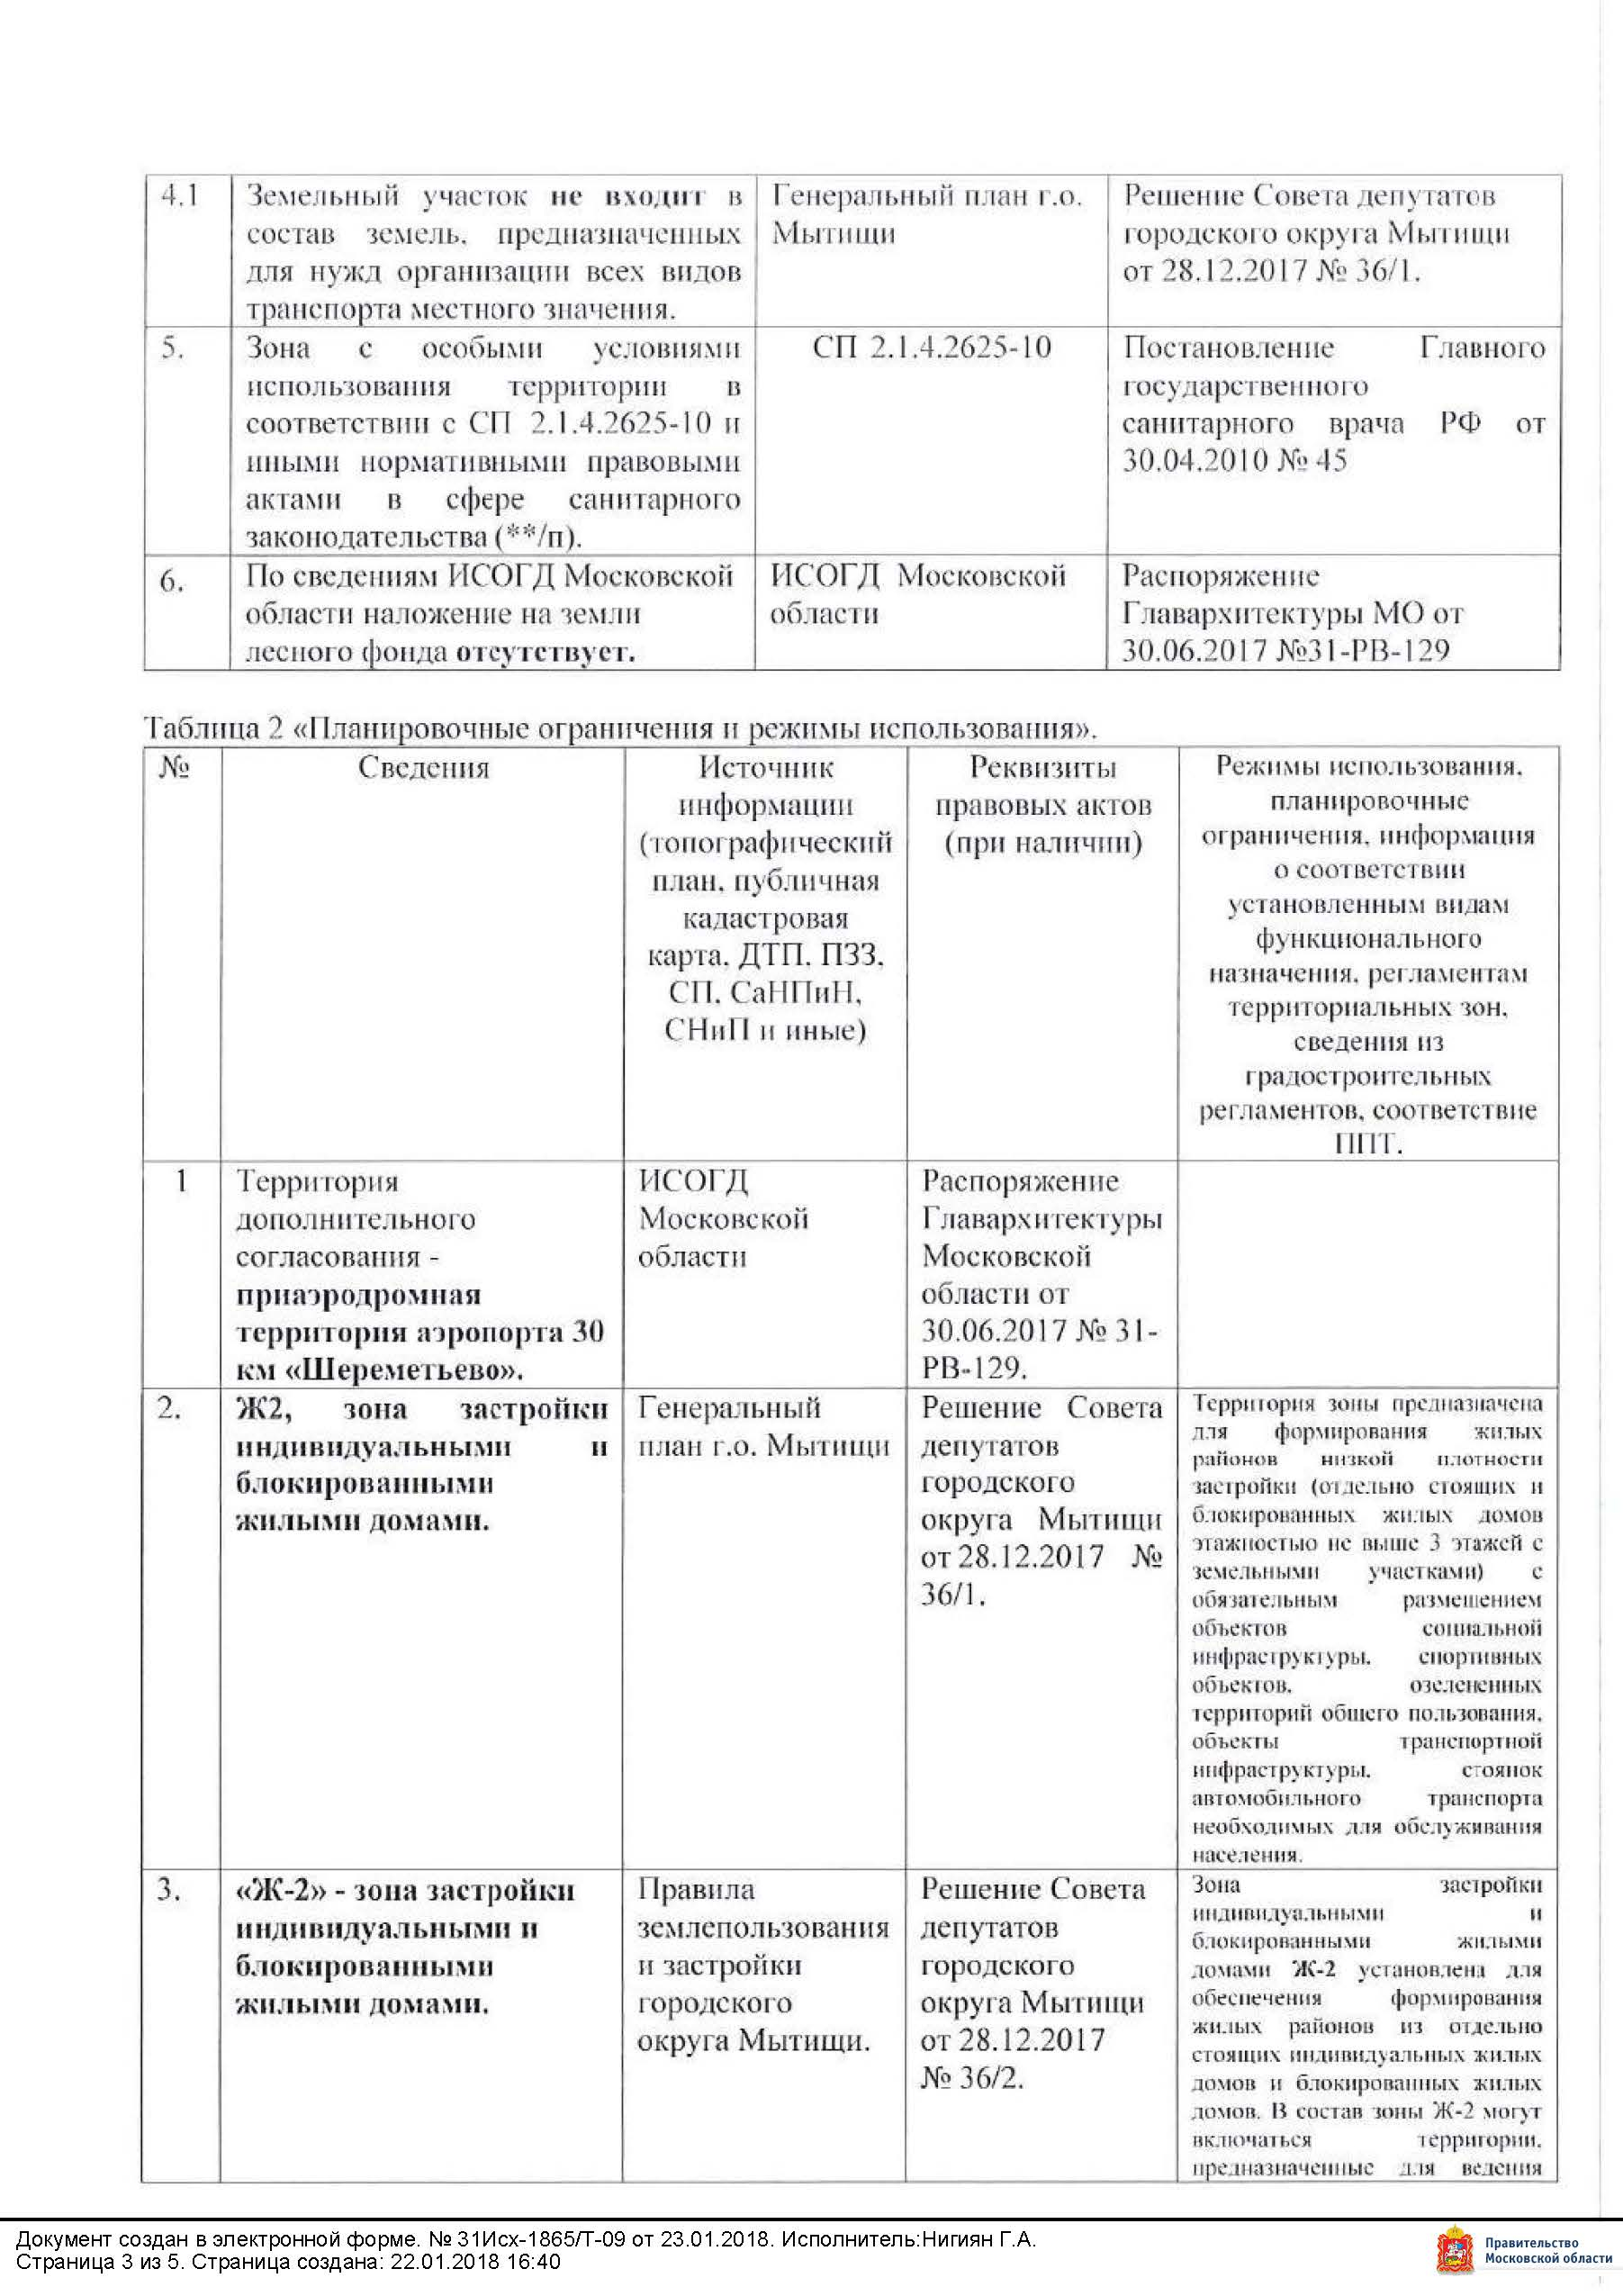 4.1
Земельный участок не входит в
состав земель, предназначенных
для нужд организации всех видов
транспорта местного значения.
Генеральный план г.о.
Мытищи
Решение Совета депутатов
городского округа Мытищи
от 28.12.2017 № 36/1.
5.
Зона с особыми условиями
использования территории в
соответствии с СП 2.1.4.2625-10 и
иными нормативными правовыми
актами в сфере санитарного
законодательства (**/п).
СП 2.1.4.2625-10
Постановление Главного
государственного
санитарного врача РФ от
30.04.2010 № 45
6.
По сведениям ИСОГД Московской
области наложение на земли
лесного фонда отсутствует.
ИСОГД Московской
области
Распоряжение
Главархитектуры МО от
30.06.2017 №31-РВ-129
Таблица 2 «Планировочные ограничения и режимы использования».
№
Сведения
Источник
информации
(топографический
план, публичная
кадастровая
карта, ДТП, ПЗЗ,
СП, СаНПиН,
СНиП и иные)
Реквизиты
правовых актов
(при наличии)
Режимы использования,
планировочные
ограничения, информация
о соответствии
установленным видам
функционального
назначения, регламентам
территориальных зон,
сведения из
градостроительных
регламентов, соответствие
ППТ.
1
Территория
дополнительного
согласования -
приаэродромная
территория аэропорта 30
км «Шереметьево».
ИСОГД
Московской
области
Распоряжение
Главархитектуры
Московской
области от
30.06.2017 № 31-
РВ-129.
2.
Ж2, зона застройки
индивидуальными и
блокированными
жилыми домами.
Генеральный
план г.о. Мытищи
Решение Совета
депутатов
городского
округа Мытищи
от 28.12.2017 №
36/1.
Территория зоны предназначена
для формирования жилых
районов низкой плотности
застройки (отдельно стоящих и
блокированных жилых домов
этажностью не выше 3 этажей с
земельными участками) с
обязательным размещением
объектов социальной
инфраструктуры, спортивных
объектов, озелененных
территорий общего пользования,
объекты транспортной
инфраструктуры, стоянок
автомобильного транспорта
необходимых для обслуживания
населения.
3.
«Ж-2» - зона застройки
индивидуальными и
блокированными
жилыми домами.
Правила
землепользования
и застройки
городского
округа Мытищи.
Решение Совета
депутатов
городского
округа Мытищи
от 28.12.2017
№ 36/2.
Зона застройки
индивидуальными и
блокированными жилыми
домами Ж-2 установлена для
обеспечения формирования
жилых районов из отдельно
стоящих индивидуальных жилых
домов и блокированных жилых
домов. В состав зоны Ж-2 могут
включаться территории,
предназначенные для ведения
Документ создан в электронной форме. № 31Исх-1865/Т-09 от 23.01.2018. Исполнитель:Нигиян Г.А.
Страница 3 из 5. Страница создана: 22.01.2018 16:40
Правительство
Московской области